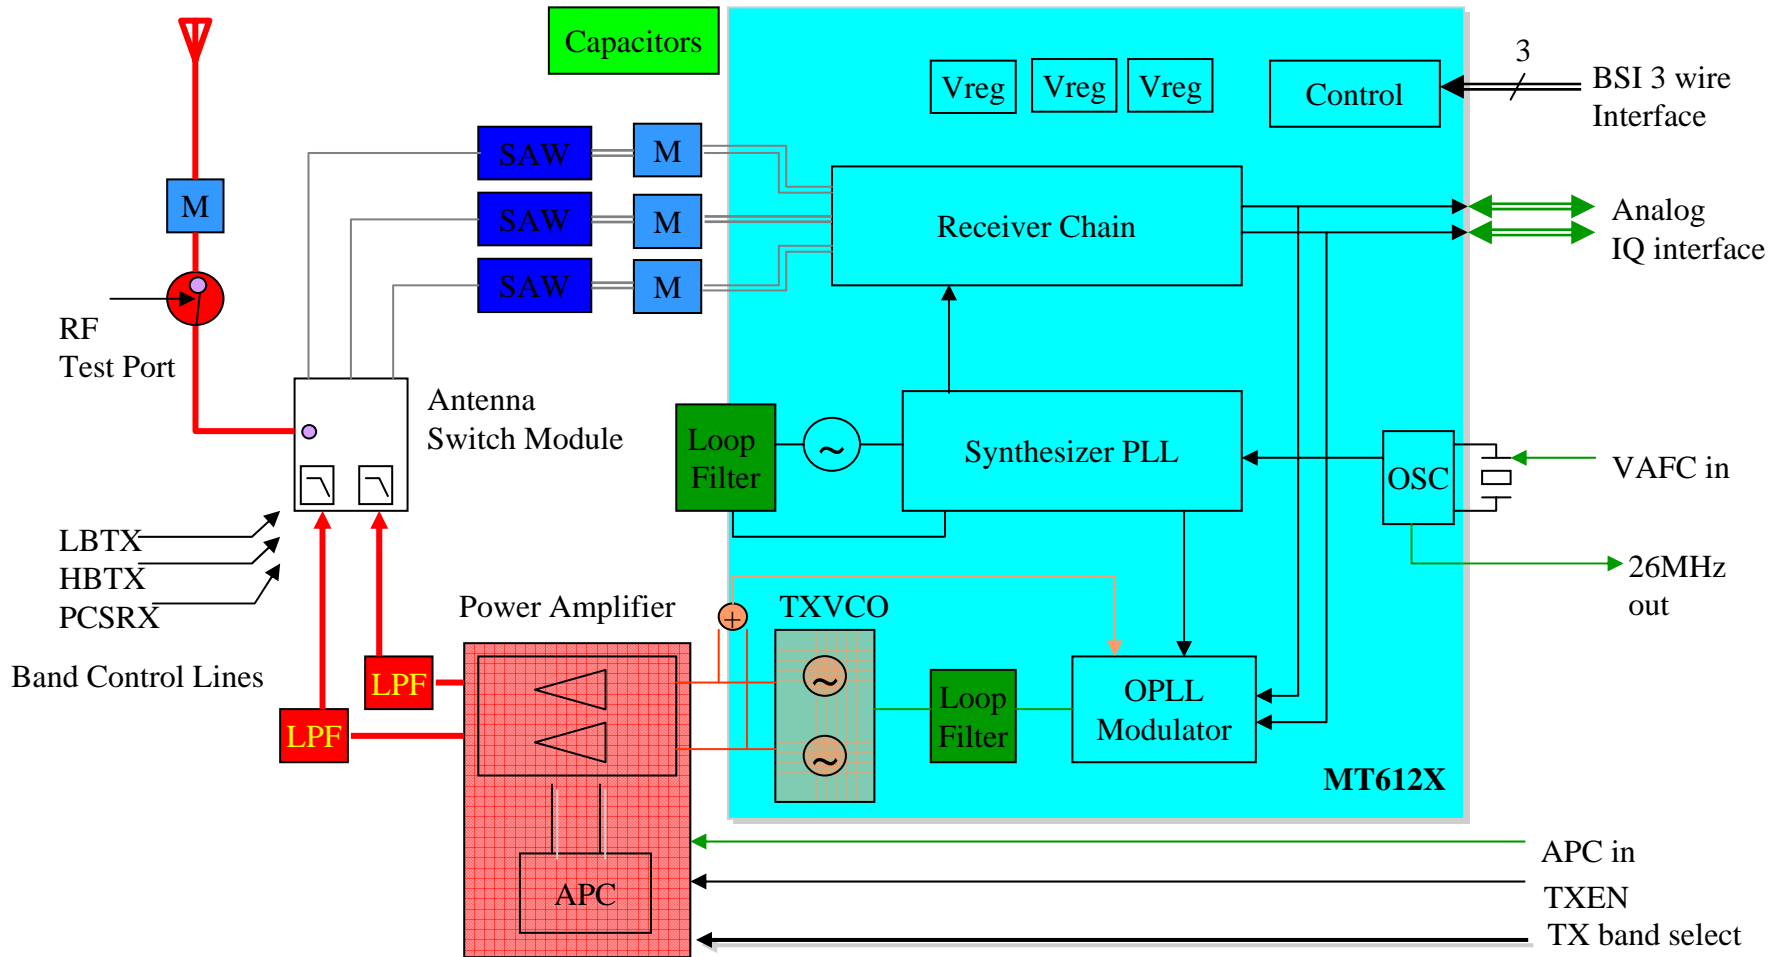 Capacitors
3
Vreg
Vreg
Vreg
Control
BSI 3 wire
Interface
SAW
M
M
SAW
M
Receiver Chain
Analog
IQ interface
SAW
M
RF
Test Port
Antenna
Switch Module
Loop
Filter
~
Synthesizer PLL
OSC
VAFC in
LBTX
HBTX
PCSRX
26MHz
out
Power Amplifier
+
TXVCO
Band Control Lines
LPF
~
Loop
Filter
OPLL
Modulator
LPF
~
MT612X
APC in
APC
TXEN
TX band select